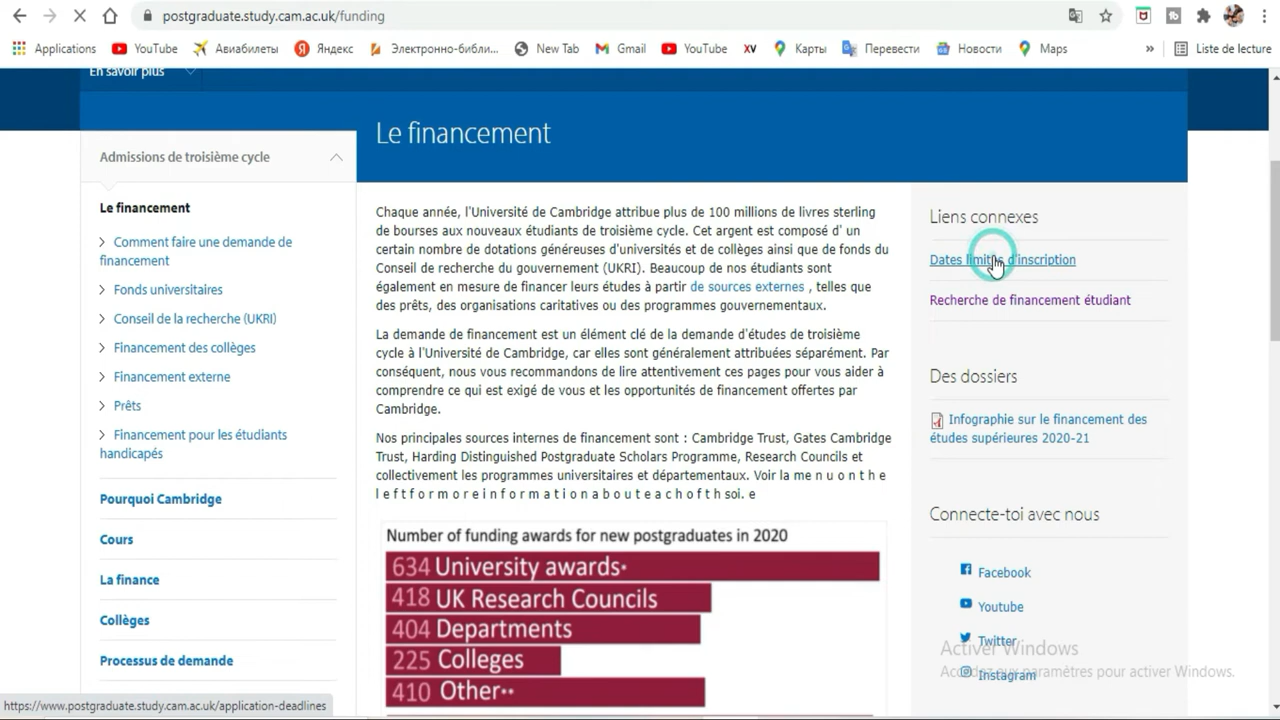 postgraduate.study.cam.ac.uk/funding
Applications YouTube Авиабилеты Яндекс Электронно-библи... New Tab Gmail YouTube XV Карты Перевести Новости Maps » Liste de lecture
En savoir plus
Le financement
Admissions de troisième cycle
Le financement
Comment faire une demande de
financement
Fonds universitaires
Conseil de la recherche (UKRI)
Financement des collèges
Financement externe
Prêts
Financement pour les étudiants
handicapés
Pourquoi Cambridge
Cours
La finance
Collèges
Processus de demande
Chaque année, l'Université de Cambridge attribue plus de 100 millions de livres sterling
de bourses aux nouveaux étudiants de troisième cycle. Cet argent est composé d' un
certain nombre de dotations généreuses d'universités et de collèges ainsi que de fonds du
Conseil de recherche du gouvernement (UKRI). Beaucoup de nos étudiants sont
également en mesure de financer leurs études à partir de sources externes , telles que
des prêts, des organisations caritatives ou des programmes gouvernementaux.
La demande de financement est un élément clé de la demande d'études de troisième
cycle à l'Université de Cambridge, car elles sont généralement attribuées séparément. Par
conséquent, nous vous recommandons de lire attentivement ces pages pour vous aider à
comprendre ce qui est exigé de vous et les opportunités de financement offertes par
Cambridge.
Nos principales sources internes de financement sont : Cambridge Trust, Gates Cambridge
Trust, Harding Distinguished Postgraduate Scholars Programme, Research Councils et
collectivement les programmes universitaires et départementaux. Voir la m e n u o n t h e
l e f t f o r m o r e i n f o r m a t i o n a b o u t e a c h o f t h soi. e
Number of funding awards for new postgraduates in 2020
634 University awards*
418 UK Research Councils
404 Departments
225 Colleges
410 Other**
Liens connexes
Dates limites d'inscription
Recherche de financement étudiant
Des dossiers
Infographie sur le financement des
études supérieures 2020-21
Connecte-toi avec nous
Facebook
Youtube
Twitter
Instagram
Activer Windows
Accédez aux paramètres pour activer Windows.
https://www.postgraduate.study.cam.ac.uk/application-deadlines